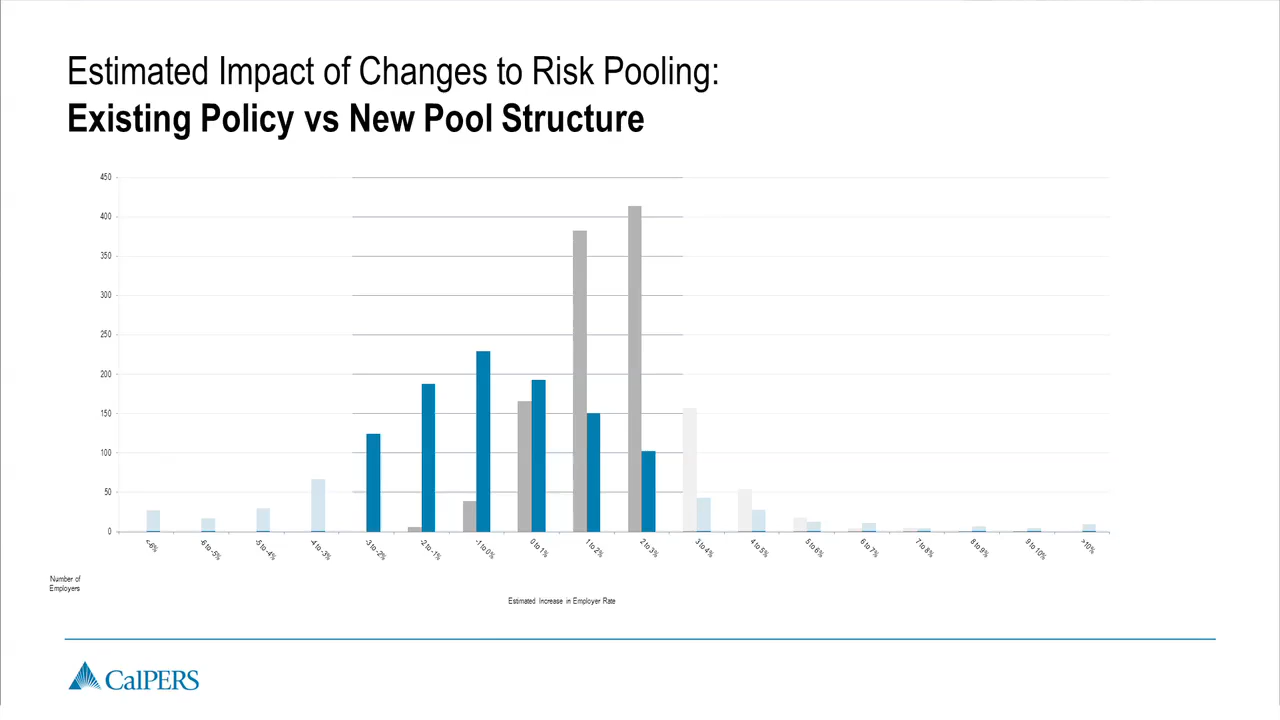 Estimated Impact of Changes to Risk Pooling:
Existing Policy vs New Pool Structure
450
400
350
300
250
200
150
100
50
0
<-6%
-6 to -5%
-5 to -4%
-4 to -3%
-3 to -2%
-2 to -1%
-1 to 0%
0 to 1%
1 to 2%
2 to 3%
3 to 4%
4 to 5%
5 to 6%
6 to 7%
7 to 8%
8 to 9%
9 to 10%
>10%
Number of
Employers
Estimated Increase in Employer Rate
CalPERS